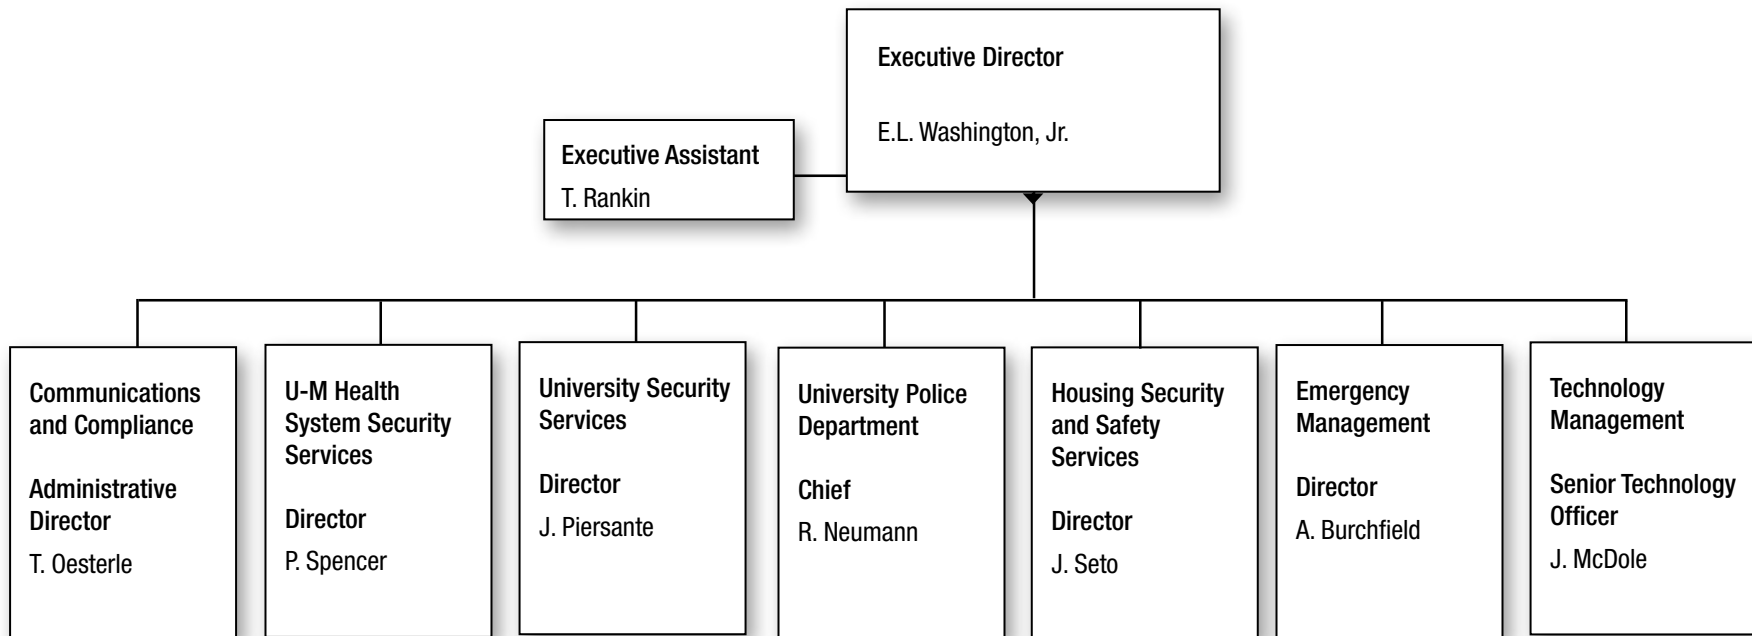 Executive Director
E.L. Washington, Jr.
Executive Assistant
T. Rankin
Communications
and Compliance
Administrative
Director
T. Oesterle
U-M Health
System Security
Services
Director
P. Spencer
University Security
Services
Director
J. Piersante
University Police
Department
Chief
R. Neumann
Housing Security
and Safety
Services
Director
J. Seto
Emergency
Management
Director
A. Burchfield
Technology
Management
Senior Technology
Officer
J. McDole